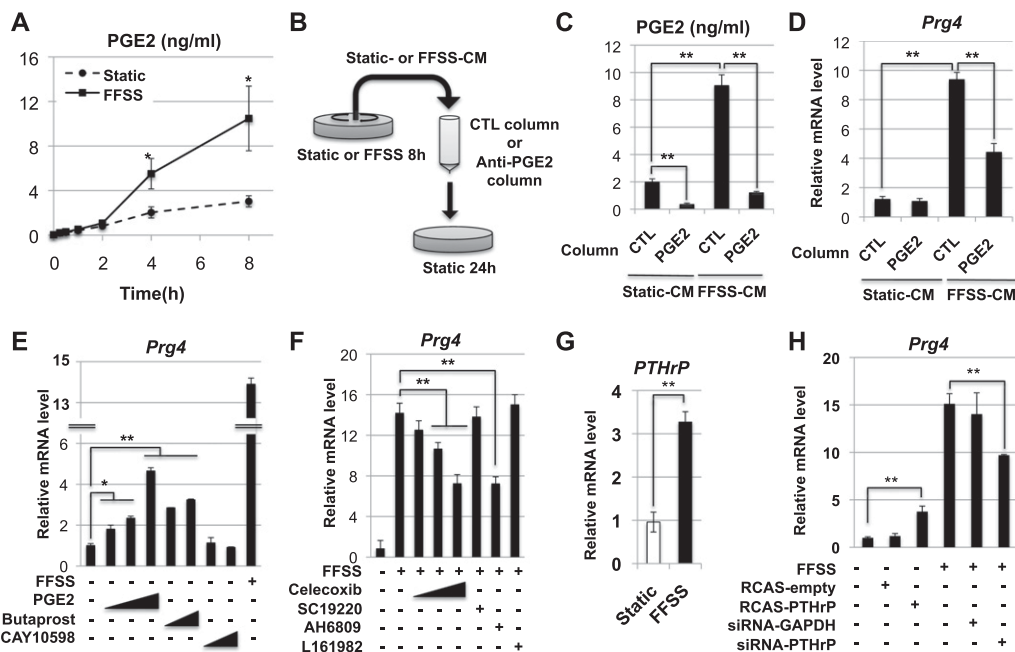 A
PGE2 (ng/ml)
16
12
8
4
0
Static
FFSS
*
*
0 2 4 6 8
Time(h)
B
Static- or FFSS-CM
Static or FFSS 8h
CTL column
or
Anti-PGE2
column
Static 24h
C
PGE2 (ng/ml)
12
10
8
6
4
2
0
**
**
**
Column
CTL PGE2 CTL PGE2
Static-CM FFSS-CM
D
Prg4
Relative mRNA level
12
10
8
6
4
2
0
** **
Column
CTL PGE2 CTL PGE2
Static-CM FFSS-CM
E
Prg4
Relative mRNA level
15
13
6
4
2
0
**
*
FFSS - - - - - - - - +
PGE2 - - - - - -
Butaprost - - - - - - -
CAY10598 - - - - - - -
F
Prg4
Relative mRNA level
20
16
12
8
4
0
**
**
FFSS - + + + + + + +
Celecoxib - - - - -
SC19220 - - - - - + - -
AH6809 - - - - - - + -
L161982 - - - - - - - +
G
PTHrP
Relative mRNA level
4
3
2
1
0
**
Static FFSS
H
Prg4
Relative mRNA level
20
15
10
5
0
**
**
FFSS - - - + + +
RCAS-empty - + - - - -
RCAS-PTHrP - - + - - -
siRNA-GAPDH - - - - + -
siRNA-PTHrP - - - - - +